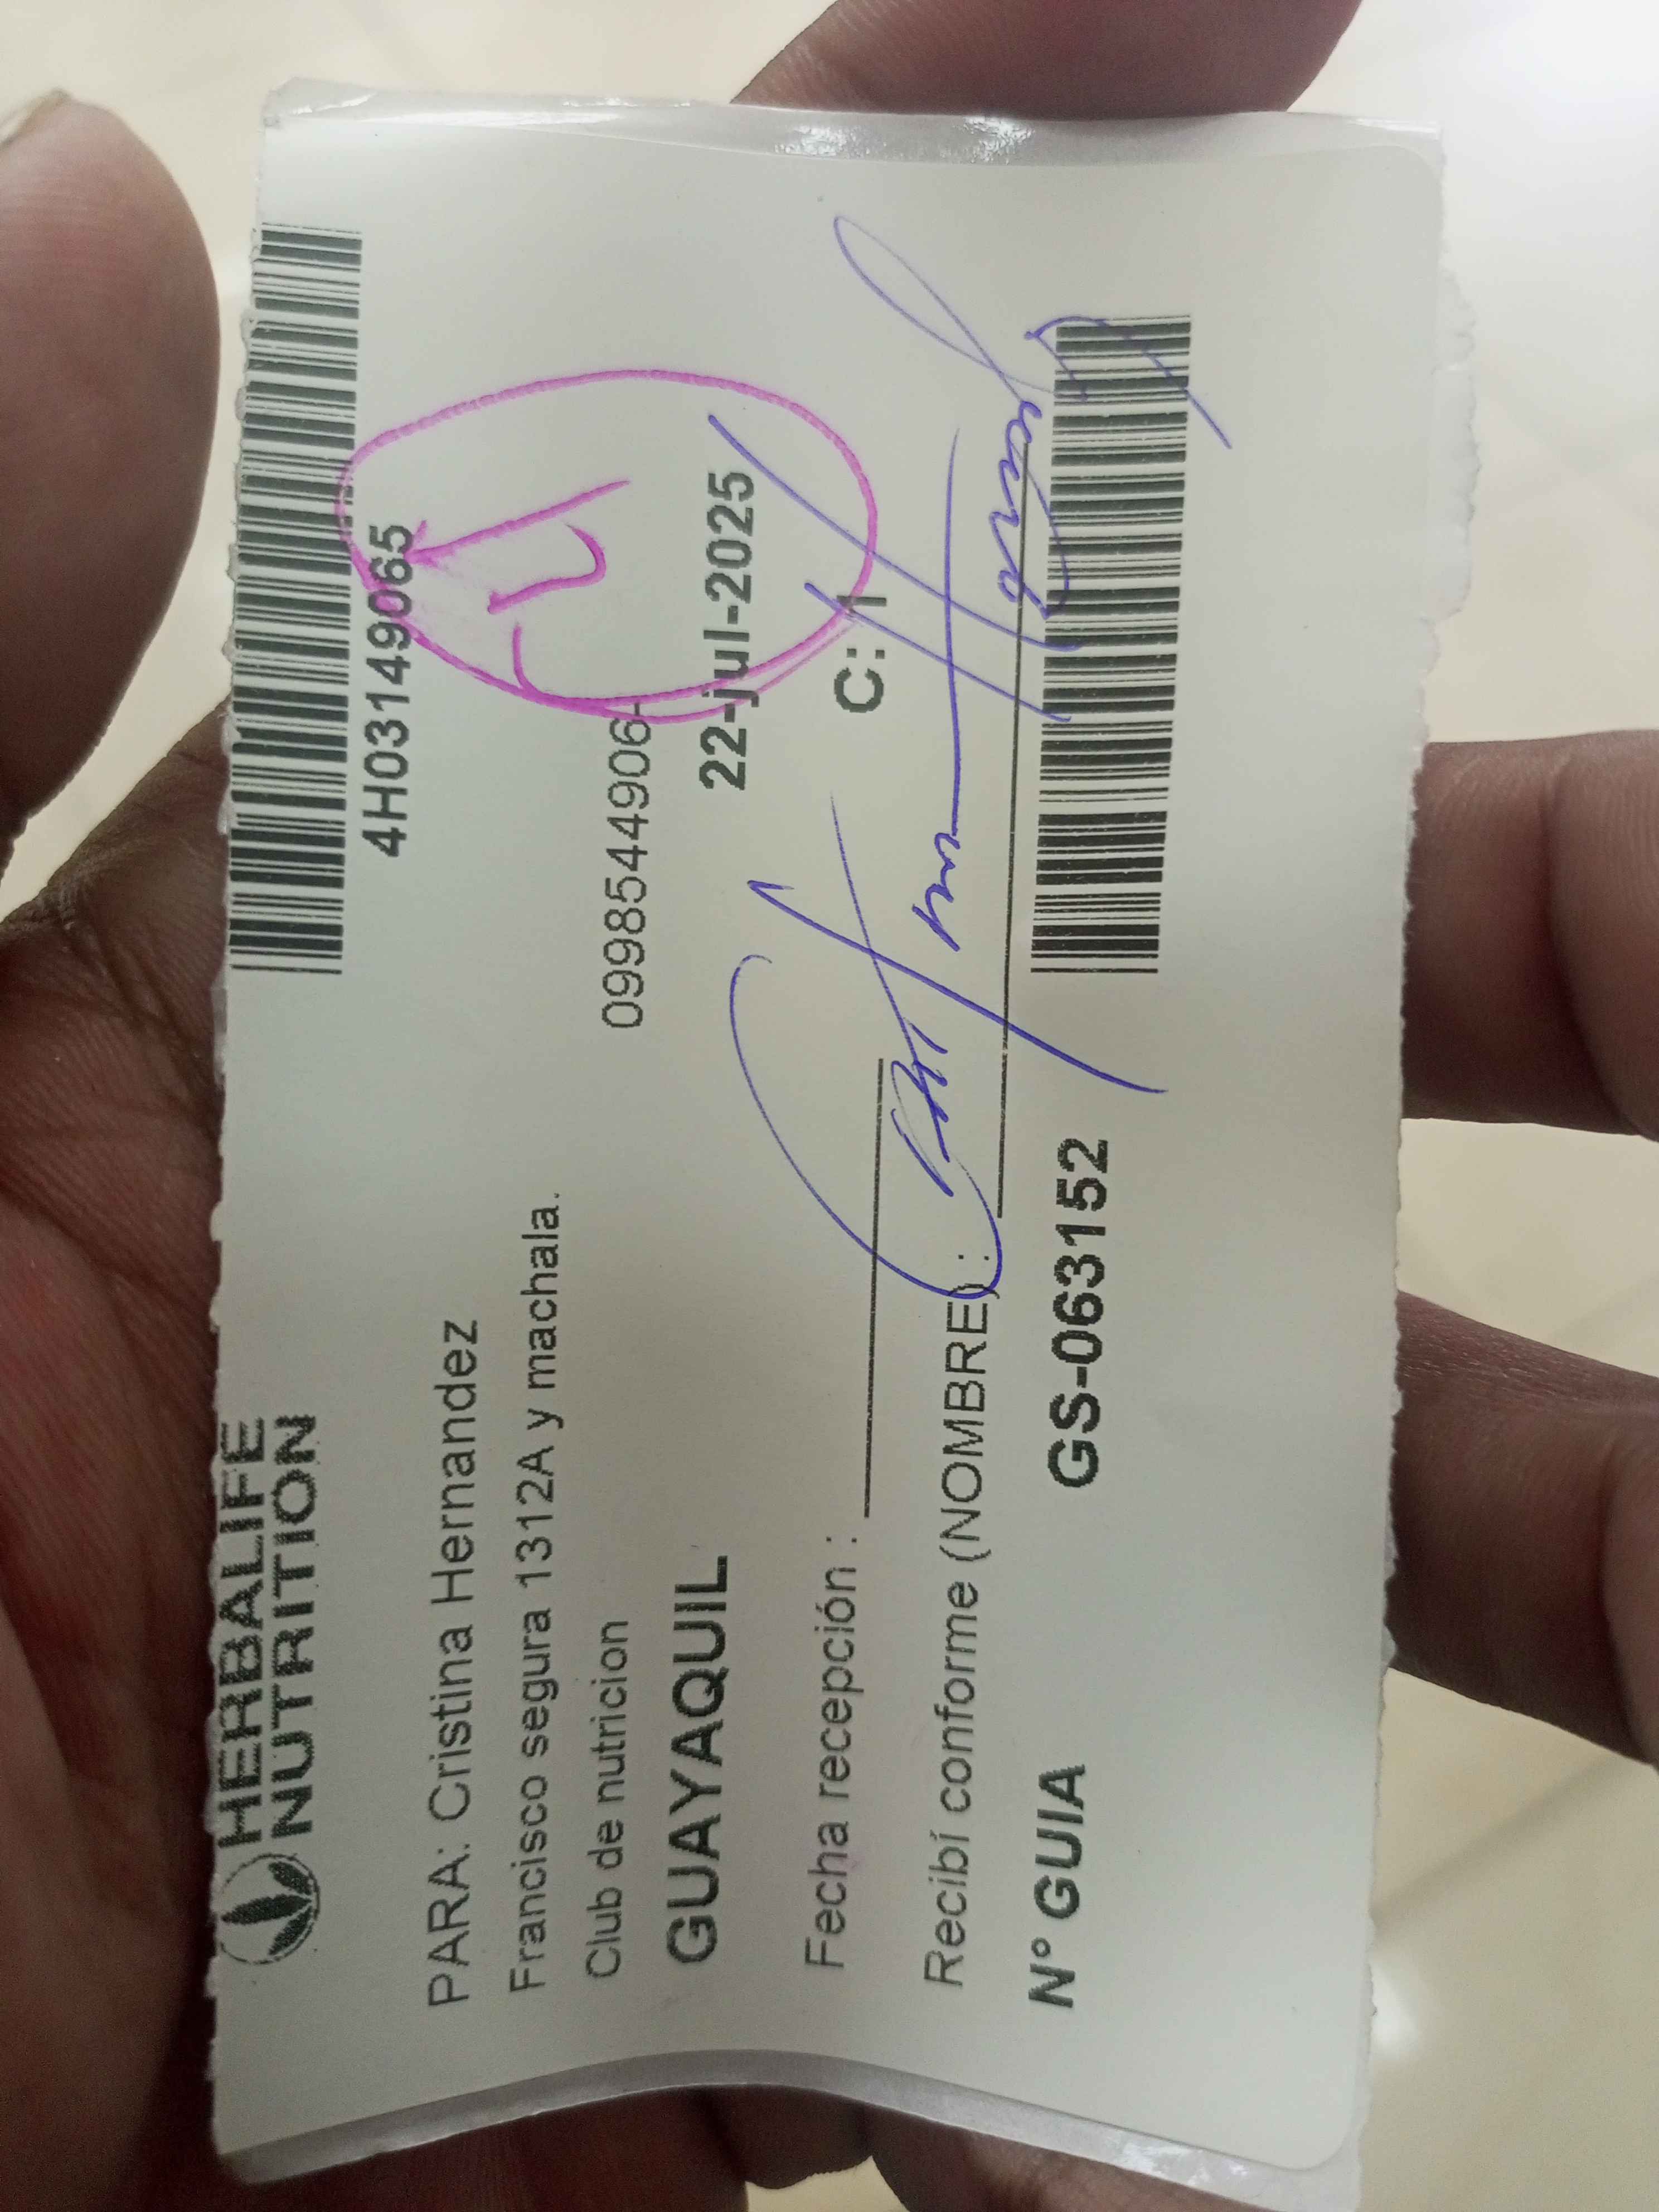 HERBALIFE
NUTRITION
4H03149065
PARA: Cristina Hernandez
Francisco segura 1312A y machala.
Club de nutricion
0998544906-
GUAYAQUIL
22-jul-2025
Fecha recepción :
C: 1
Recibí conforme (NOMBRE) :
N° GUIA
GS-063152